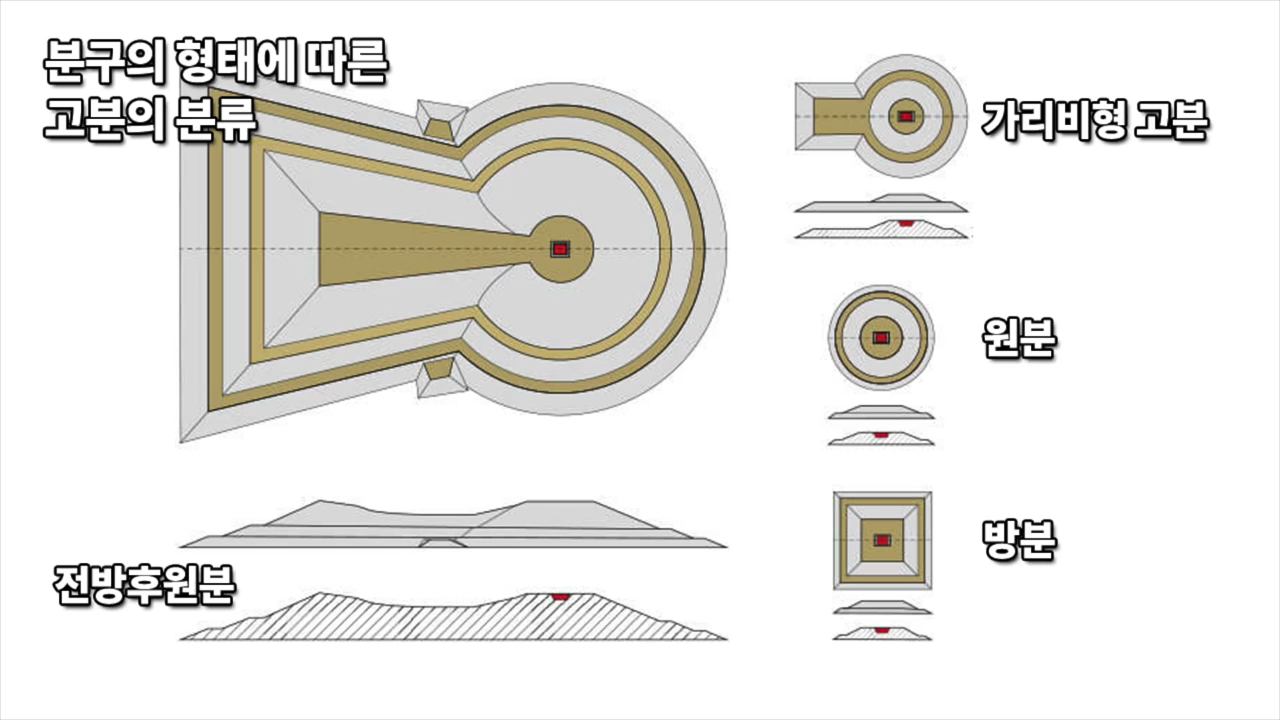 분구의 형태에 따른
고분의 분류
가리비형 고분
원분
방분
전방후원분